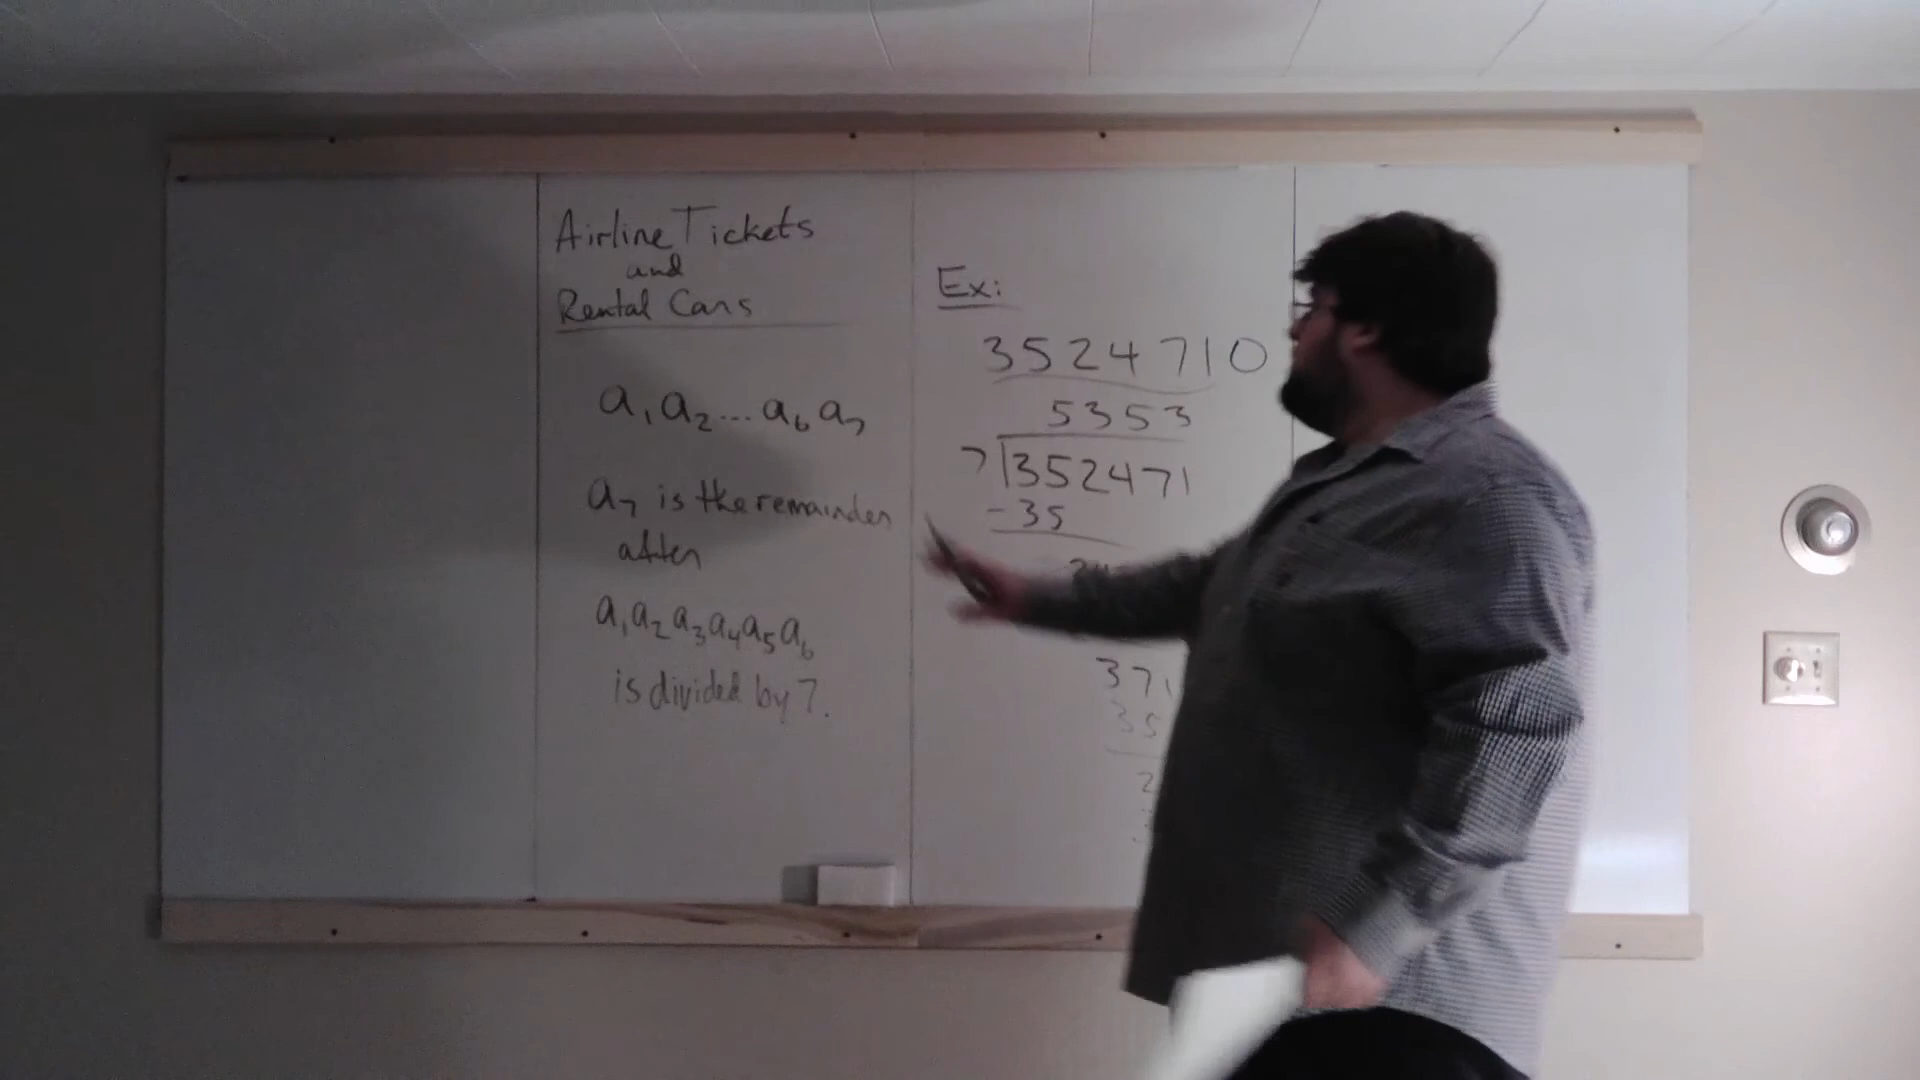 Airline Tickets
and
Rental Cars
a₁a₂...a₆a₇
a₇ is the remainder
after
a₁a₂a₃a₄a₅a₆
is divided by 7.
Ex:
3524710
5353
7 352471
-35
371
35
2